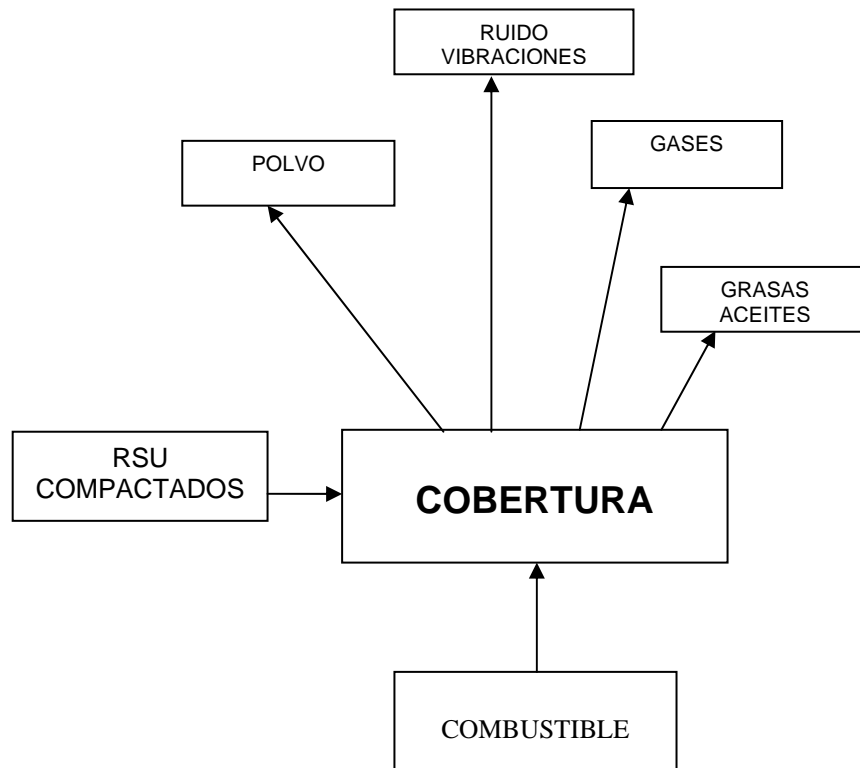 RUIDO
VIBRACIONES
GASES
POLVO
GRASAS
ACEITES
RSU
COMPACTADOS
COBERTURA
COMBUSTIBLE